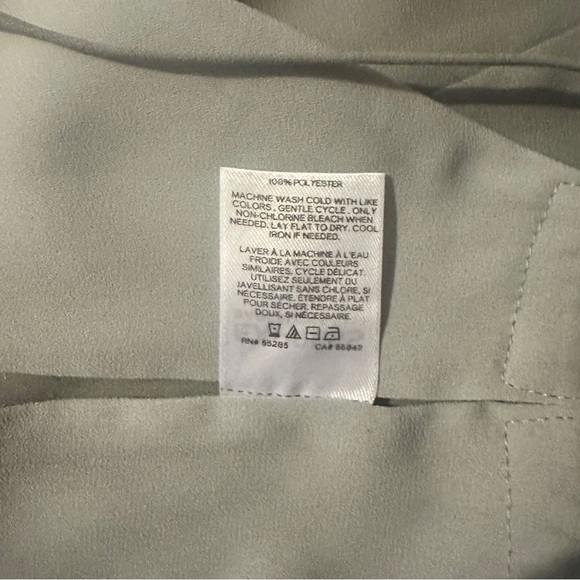 100% POLYESTER
MACHINE WASH COLD WITH LIKE
COLORS . GENTLE CYCLE . ONLY
NON-CHLORINE BLEACH WHEN
NEEDED. LAY FLAT TO DRY. COOL
IRON IF NEEDED.
LAVER À LA MACHINE À L'EAU
FROIDE AVEC COULEURS
SIMILAIRES. CYCLE DÉLICAT.
UTILISEZ SEULEMENT DU
JAVELLISANT SANS CHLORE, SI
NÉCESSAIRE. ÉTENDRE À PLAT
POUR SÉCHER. REPASSAGE
DOUX, SI NÉCESSAIRE.
RN# 55285 CA# 56942